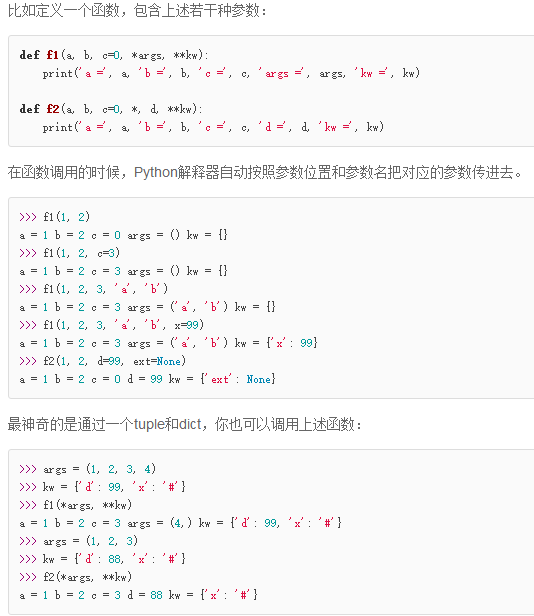 比如定义一个函数，包含上述若干种参数：
def f1(a, b, c=0, *args, **kw):
    print('a =', a, 'b =', b, 'c =', c, 'args =', args, 'kw =', kw)
def f2(a, b, c=0, *, d, **kw):
    print('a =', a, 'b =', b, 'c =', c, 'd =', d, 'kw =', kw)
在函数调用的时候，Python解释器自动按照参数位置和参数名把对应的参数传进去。
>>> f1(1, 2)
a = 1 b = 2 c = 0 args = () kw = {}
>>> f1(1, 2, c=3)
a = 1 b = 2 c = 3 args = () kw = {}
>>> f1(1, 2, 3, 'a', 'b')
a = 1 b = 2 c = 3 args = ('a', 'b') kw = {}
>>> f1(1, 2, 3, 'a', 'b', x=99)
a = 1 b = 2 c = 3 args = ('a', 'b') kw = {'x': 99}
>>> f2(1, 2, d=99, ext=None)
a = 1 b = 2 c = 0 d = 99 kw = {'ext': None}
最神奇的是通过一个tuple和dict，你也可以调用上述函数：
>>> args = (1, 2, 3, 4)
>>> kw = {'d': 99, 'x': '#'}
>>> f1(*args, **kw)
a = 1 b = 2 c = 3 args = (4,) kw = {'d': 99, 'x': '#'}
>>> args = (1, 2, 3)
>>> kw = {'d': 88, 'x': '#'}
>>> f2(*args, **kw)
a = 1 b = 2 c = 3 d = 88 kw = {'x': '#'}